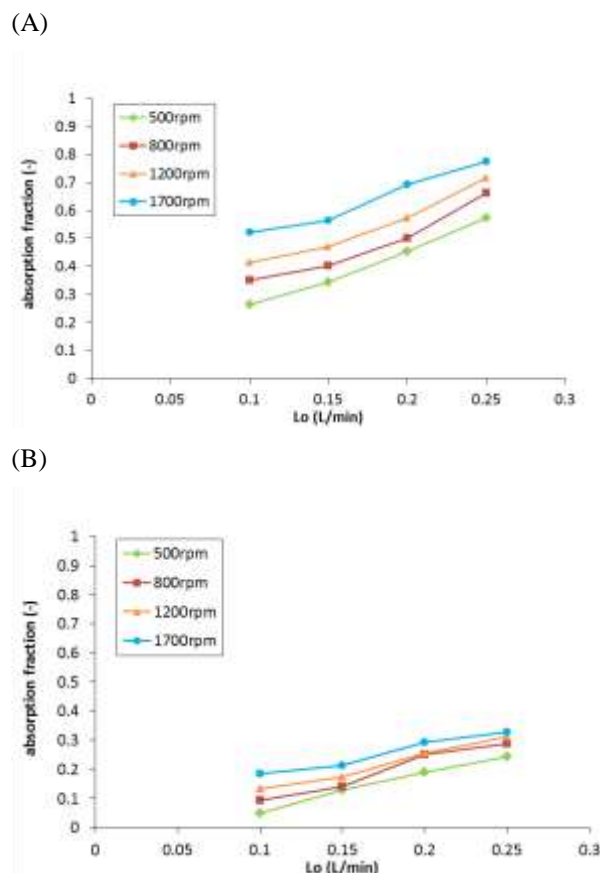 (A)
1
0.9
0.8
0.7
0.6
0.5
0.4
0.3
0.2
0.1
0
absorption fraction (-)
500rpm
800rpm
1200rpm
1700rpm
0 0.05 0.1 0.15 0.2 0.25 0.3
Lo (L/min)
(B)
1
0.9
0.8
0.7
0.6
0.5
0.4
0.3
0.2
0.1
0
absorption fraction (-)
500rpm
800rpm
1200rpm
1700rpm
0 0.05 0.1 0.15 0.2 0.25 0.3
Lo (L/min)